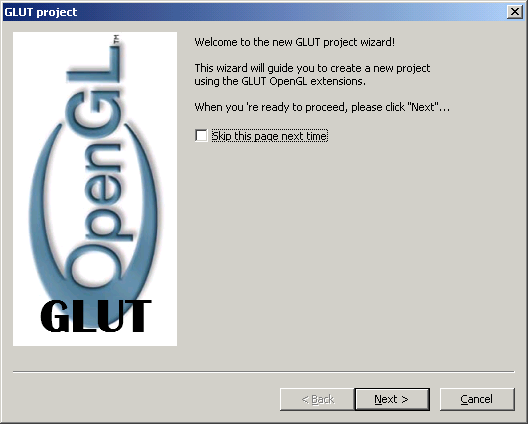 GLUT project
OpenGL™
GLUT
Welcome to the new GLUT project wizard!
This wizard will guide you to create a new project
using the GLUT OpenGL extensions.
When you 're ready to proceed, please click "Next"...
Skip this page next time
< Back
Next >
Cancel